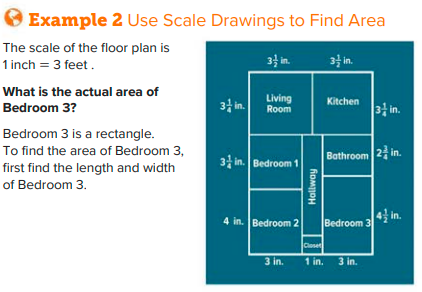 Example 2 Use Scale Drawings to Find Area
The scale of the floor plan is
1 inch = 3 feet .
What is the actual area of
Bedroom 3?
Bedroom 3 is a rectangle.
To find the area of Bedroom 3,
first find the length and width
of Bedroom 3.
3½ in. 3½ in.
3¼ in. Living Room Kitchen 3¼ in.
3¼ in. Bedroom 1 Hallway Bathroom 2¾ in.
4 in. Bedroom 2 Bedroom 3 4½ in.
Closet
3 in. 1 in. 3 in.